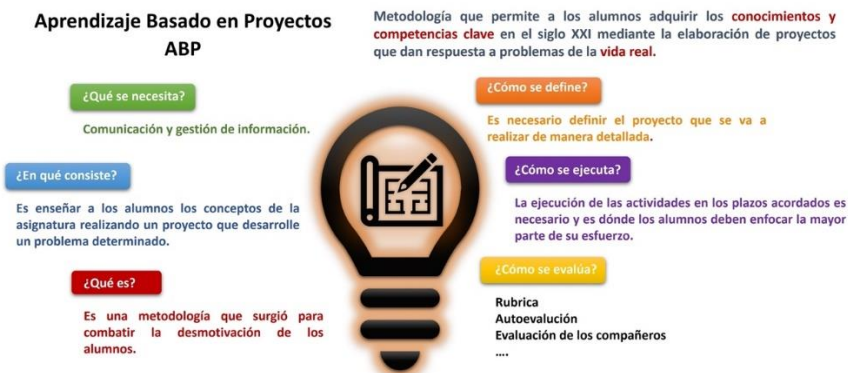 Aprendizaje Basado en Proyectos
ABP
Metodología que permite a los alumnos adquirir los conocimientos y
competencias clave en el siglo XXI mediante la elaboración de proyectos
que dan respuesta a problemas de la vida real.
¿Qué se necesita?
Comunicación y gestión de información.
¿En qué consiste?
Es enseñar a los alumnos los conceptos de la
asignatura realizando un proyecto que desarrolle
un problema determinado.
¿Qué es?
Es una metodología que surgió para
combatir la desmotivación de los
alumnos.
¿Cómo se define?
Es necesario definir el proyecto que se va a
realizar de manera detallada.
¿Cómo se ejecuta?
La ejecución de las actividades en los plazos acordados es
necesario y es dónde los alumnos deben enfocar la mayor
parte de su esfuerzo.
¿Cómo se evalúa?
Rubrica
Autoevalución
Evaluación de los compañeros
....